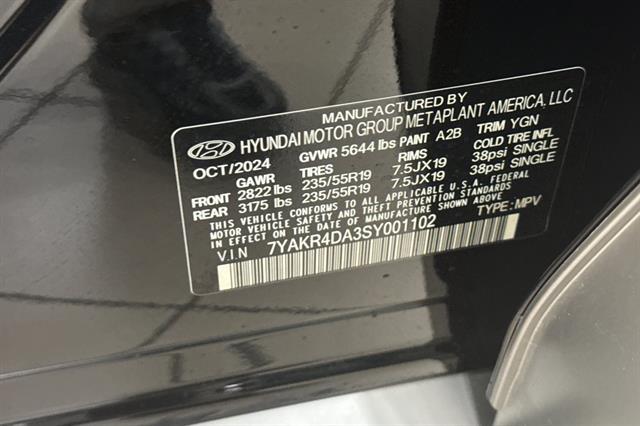 MANUFACTURED BY
HYUNDAI MOTOR GROUP METAPLANT AMERICA, LLC
OCT/2024 GVWR 5644 lbs PAINT A2B TRIM YGN
GAWR TIRES RIMS COLD TIRE INFL
FRONT 2822 lbs 235/55R19 7.5JX19 38psi SINGLE
REAR 3175 lbs 235/55R19 7.5JX19 38psi SINGLE
THIS VEHICLE CONFORMS TO ALL APPLICABLE U.S.A. FEDERAL
MOTOR VEHICLE SAFETY AND THEFT PREVENTION STANDARDS
IN EFFECT ON THE DATE OF MANUFACTURE SHOWN ABOVE.
V.I.N 7YAKR4DA3SY001102 TYPE : MPV